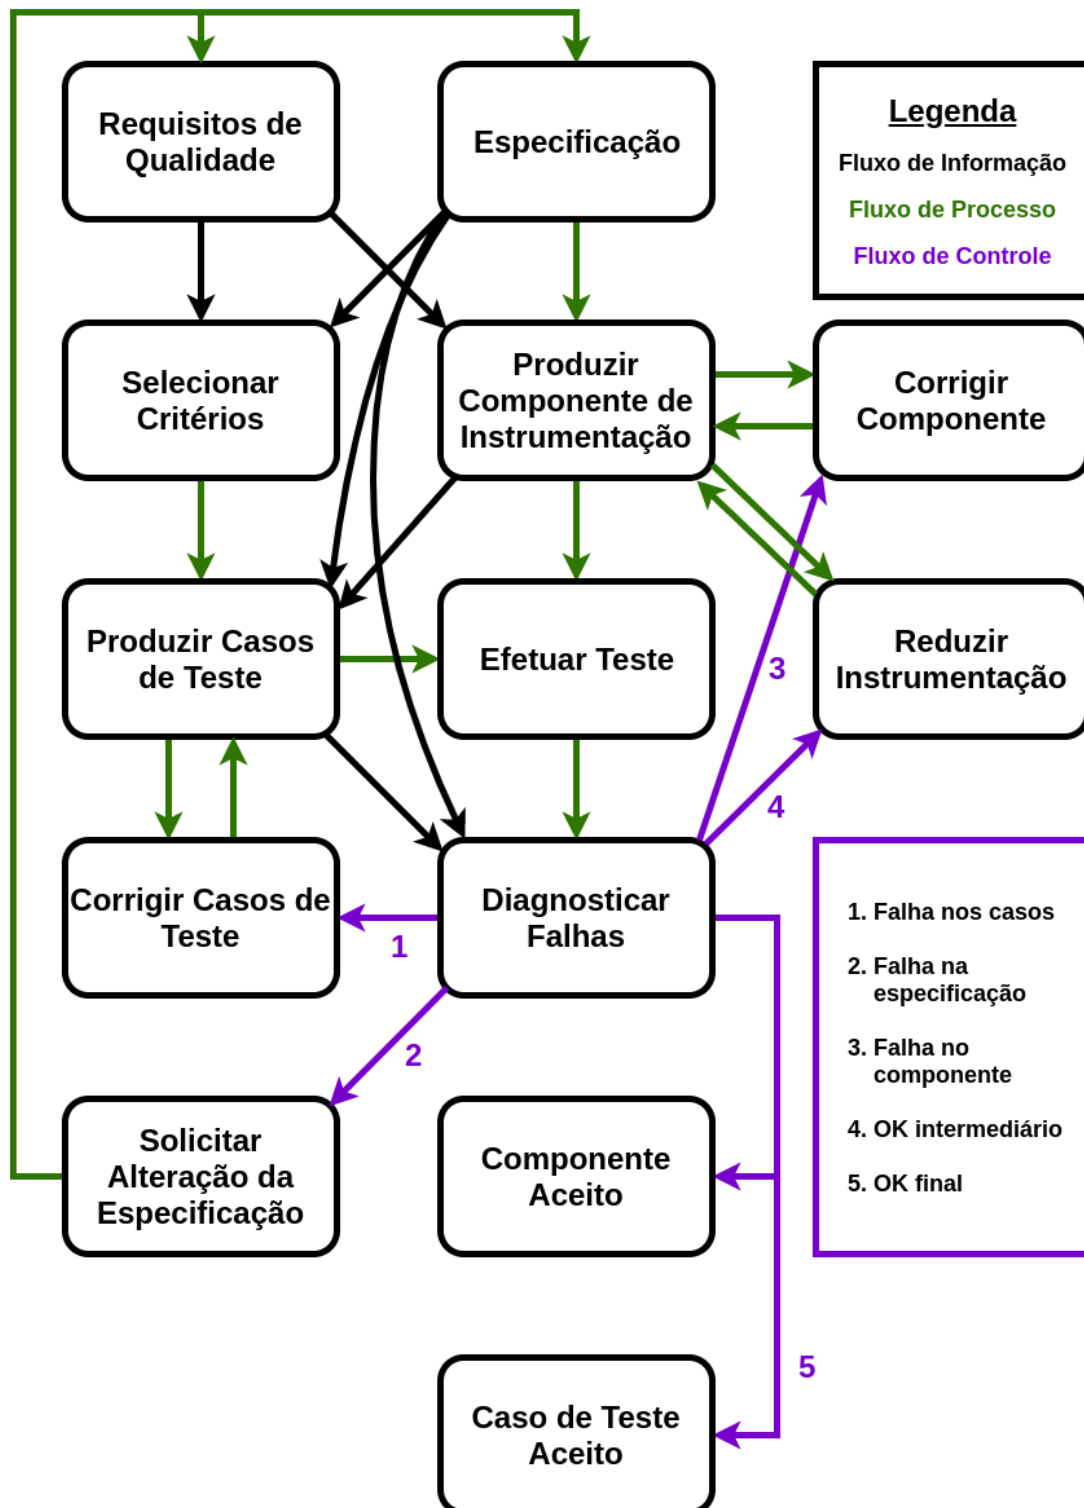 Requisitos de
Qualidade
Especificação
Legenda
Fluxo de Informação
Fluxo de Processo
Fluxo de Controle
Selecionar
Critérios
Produzir
Componente de
Instrumentação
Corrigir
Componente
Produzir Casos
de Teste
Efetuar Teste
Reduzir
Instrumentação
3
4
Corrigir Casos de
Teste
1
Diagnosticar
Falhas
2
1. Falha nos casos
2. Falha na
especificação
3. Falha no
componente
4. OK intermediário
5. OK final
Solicitar
Alteração da
Especificação
Componente
Aceito
5
Caso de Teste
Aceito